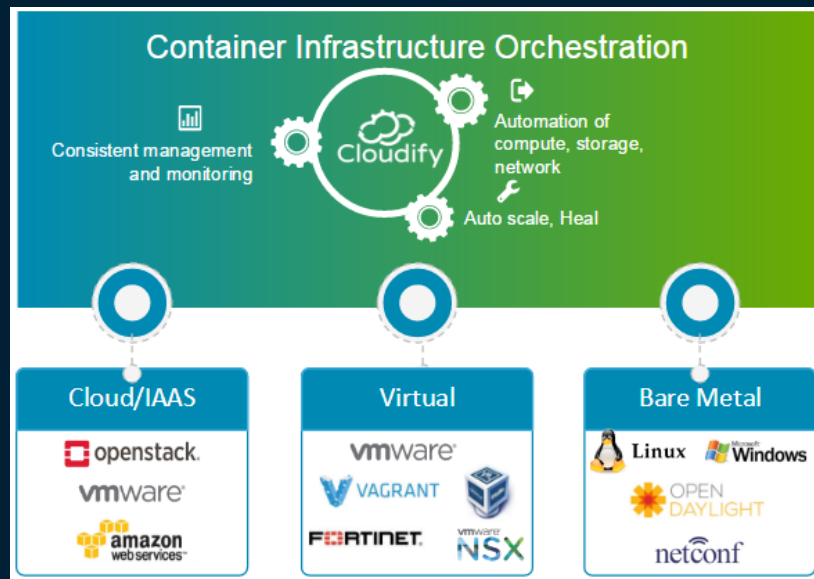 Container Infrastructure Orchestration
Cloudify
Consistent management
and monitoring
Automation of
compute, storage,
network
Auto scale, Heal
Cloud/IAAS
openstack.
vmware®
amazon
web services™
Virtual
vmware®
VAGRANT
FORTINET.
vmware
NSX
Bare Metal
Linux
Microsoft
Windows
OPEN
DAYLIGHT
netconf